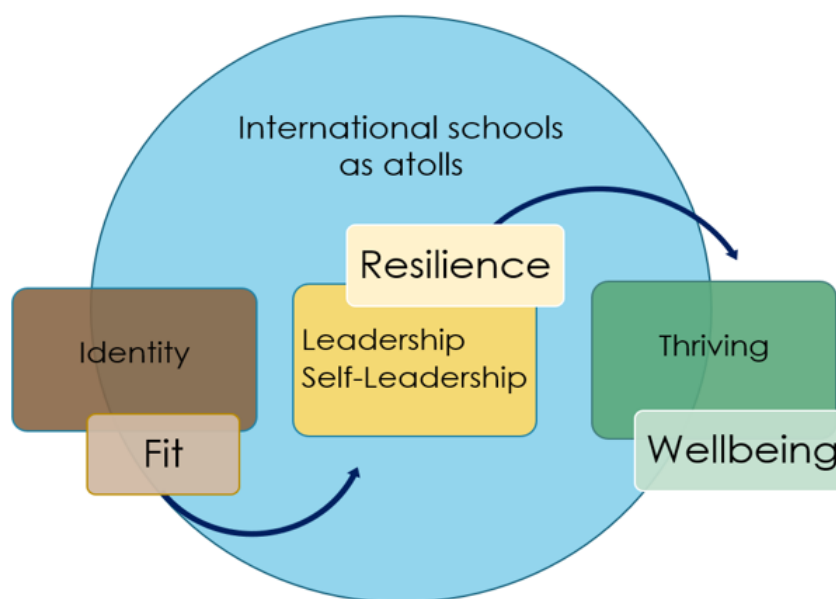 International schools
as atolls
Resilience
Identity
Leadership
Self-Leadership
Thriving
Fit
Wellbeing